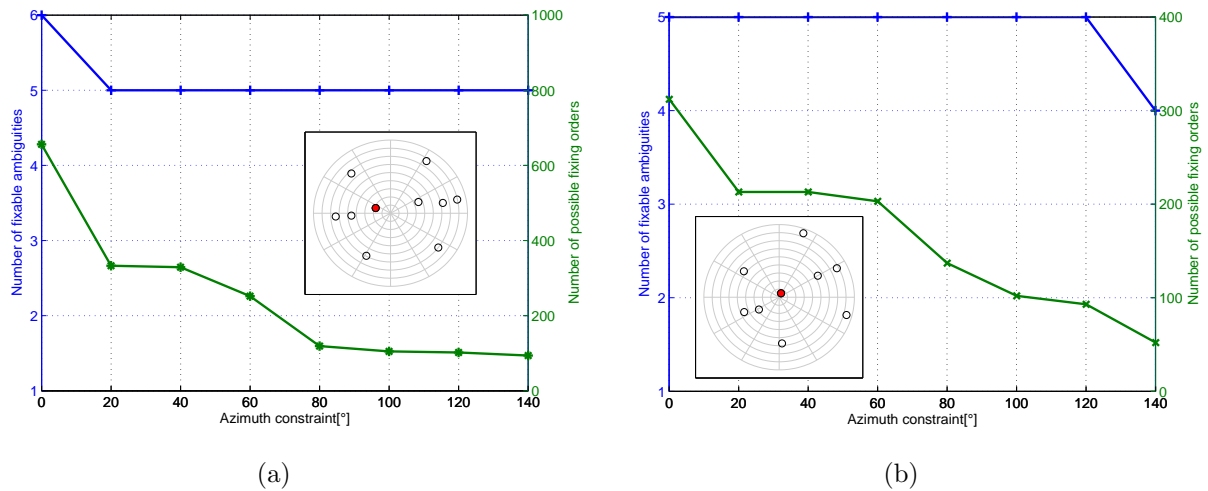 6
5
4
3
2
1
Number of fixable ambiguities
1000
800
600
400
200
0
Number of possible fixing orders
0 20 40 60 80 100 120 140
Azimuth constraint[°]
(a)
5
4
3
2
1
Number of fixable ambiguities
400
300
200
100
0
Number of possible fixing orders
0 20 40 60 80 100 120 140
Azimuth constraint[°]
(b)